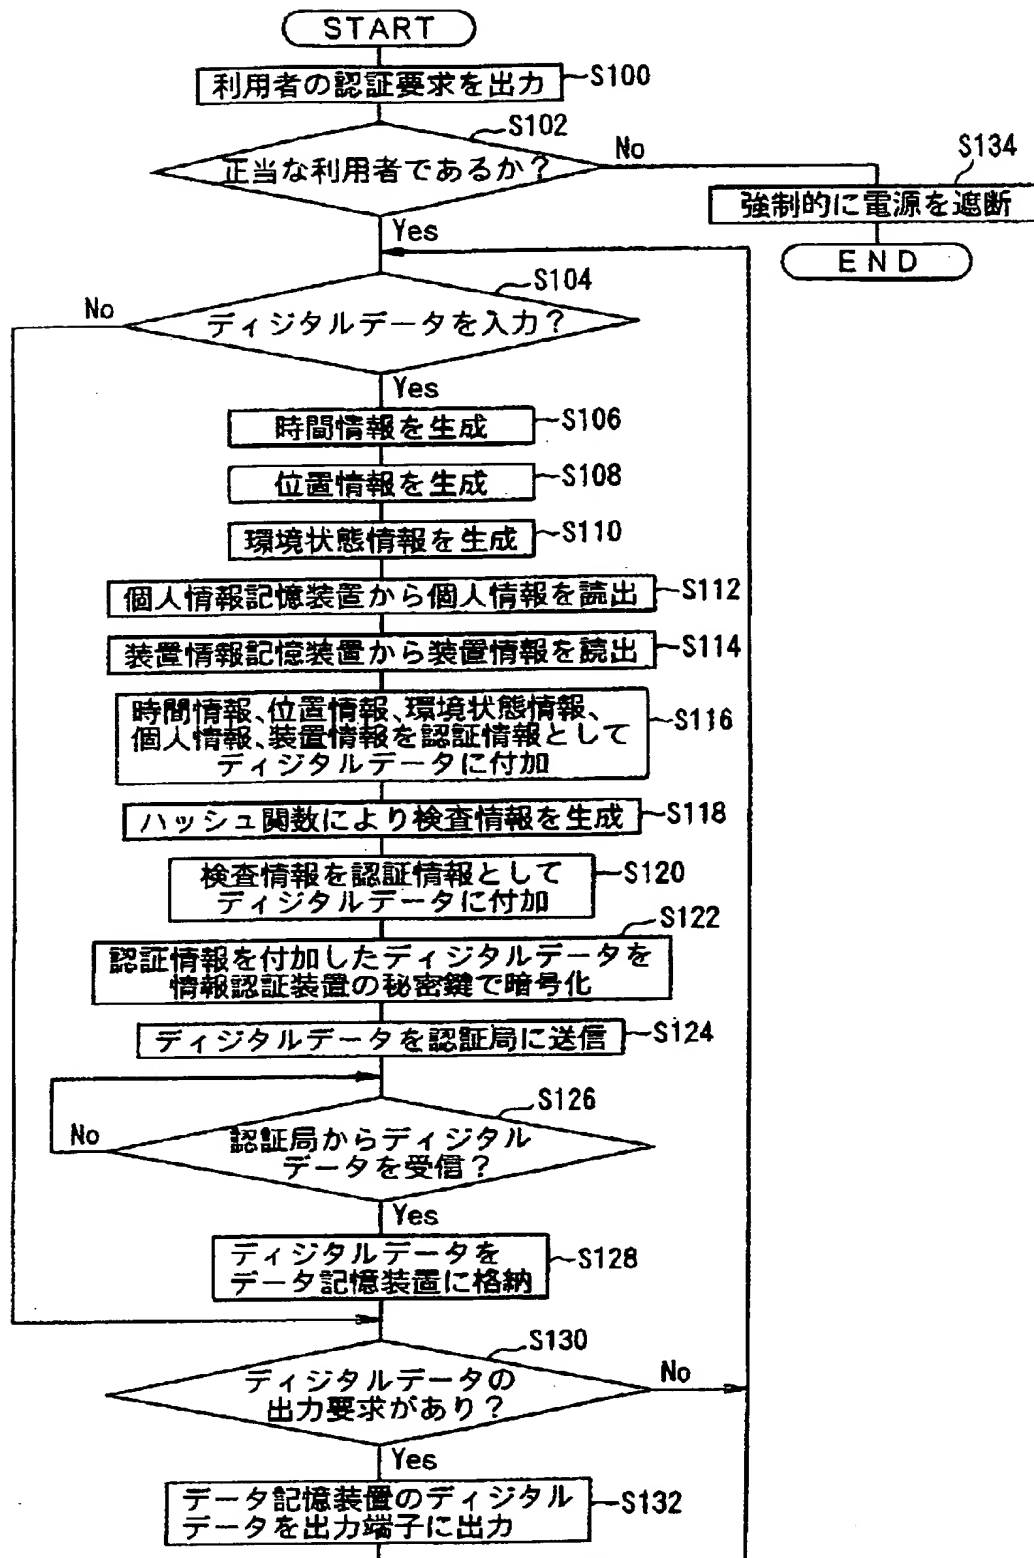 START
利用者の認証要求を出力
S100
S102
正当な利用者であるか?
No
S134
強制的に電源を遮断
END
Yes
S104
No
ディジタルデータを入力?
Yes
時間情報を生成
S106
位置情報を生成
S108
環境状態情報を生成
S110
個人情報記憶装置から個人情報を読出
S112
装置情報記憶装置から装置情報を読出
S114
時間情報、位置情報、環境状態情報、
個人情報、装置情報を認証情報として
ディジタルデータに付加
S116
ハッシュ関数により検査情報を生成
S118
検査情報を認証情報として
ディジタルデータに付加
S120
S122
認証情報を付加したディジタルデータを
情報認証装置の秘密鍵で暗号化
ディジタルデータを認証局に送信
S124
S126
No
認証局からディジタル
データを受信?
Yes
ディジタルデータを
データ記憶装置に格納
S128
S130
ディジタルデータの
出力要求があり?
No
Yes
データ記憶装置のディジタル
データを出力端子に出力
S132